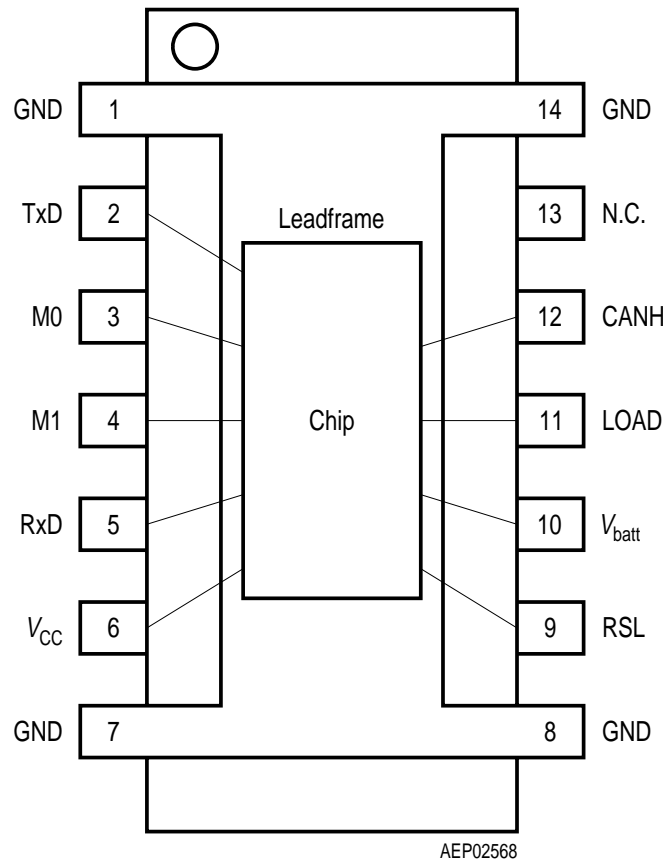 GND 1 14 GND
TxD 2 13 N.C.
Leadframe
M0 3 12 CANH
M1 4 Chip 11 LOAD
RxD 5 10 Vbatt
VCC 6 9 RSL
GND 7 8 GND
AEP02568